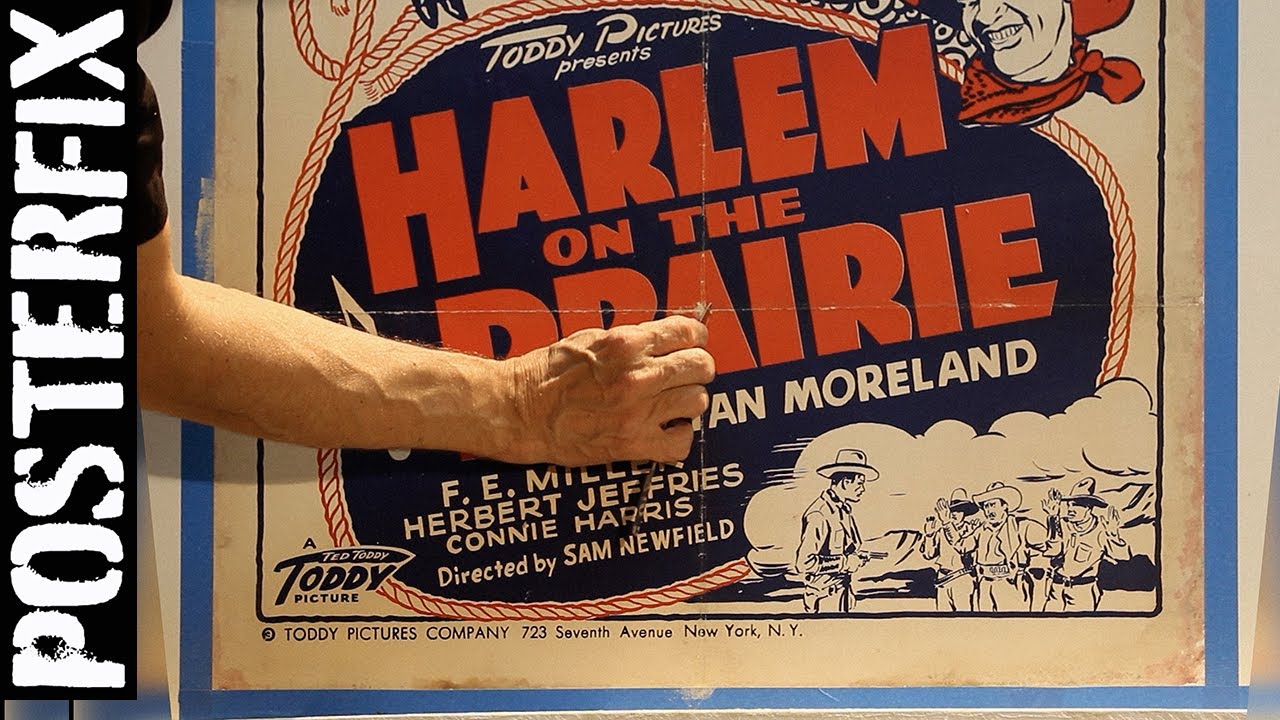 POSTERFIX
TODDY PICTURES
presents
HARLEM
ON THE
PRAIRIE
MORELAND
F. E. MILLER
HERBERT JEFFRIES
CONNIE HARRIS
Directed by SAM NEWFIELD
A
TED TODDY
TODDY
PICTURE
TODDY PICTURES COMPANY 723 Seventh Avenue New York, N. Y.